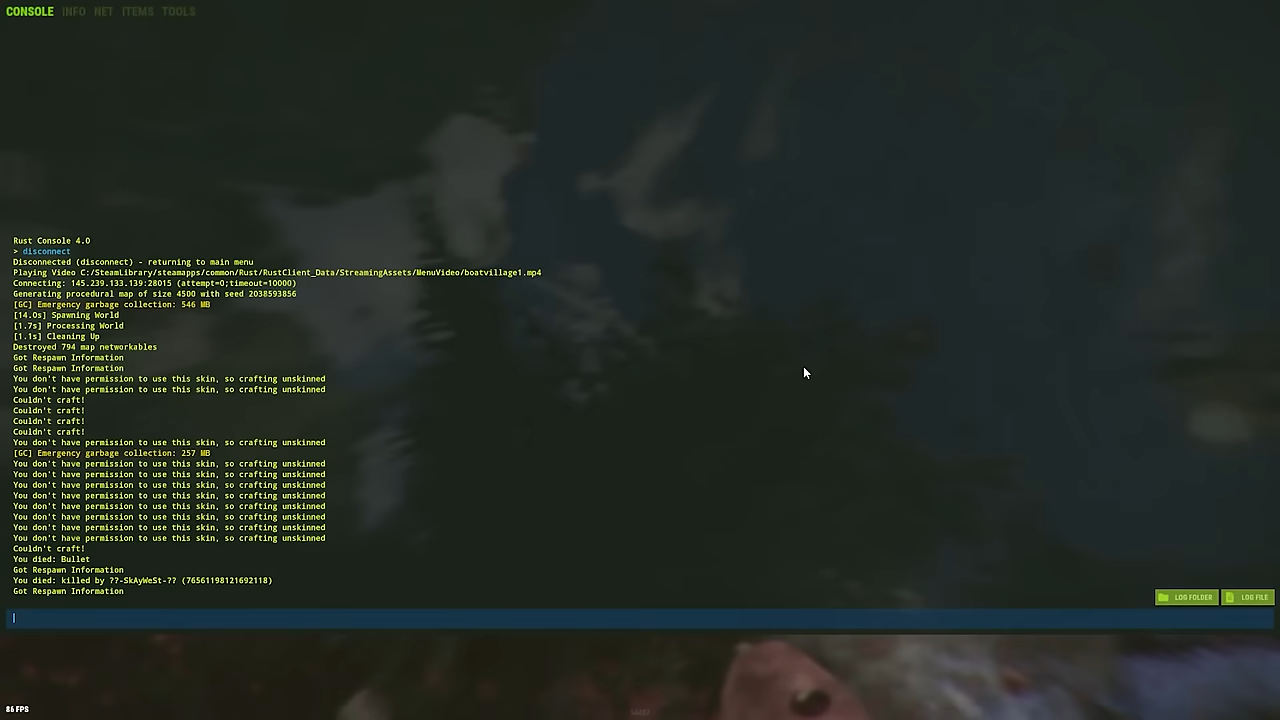 CONSOLE INFO NET ITEMS TOOLS
Rust Console 4.0
> disconnect
Disconnected (disconnect) - returning to main menu
Playing Video C:/SteamLibrary/steamapps/common/Rust/RustClient_Data/StreamingAssets/MenuVideo/boatvillage1.mp4
Connecting: 145.239.133.139:28015 (attempt=0;timeout=10000)
Generating procedural map of size 4500 with seed 2038593856
[GC] Emergency garbage collection: 546 MB
[14.0s] Spawning World
[1.7s] Processing World
[1.1s] Cleaning Up
Destroyed 794 map networkables
Got Respawn Information
Got Respawn Information
You don't have permission to use this skin, so crafting unskinned
You don't have permission to use this skin, so crafting unskinned
Couldn't craft!
Couldn't craft!
Couldn't craft!
Couldn't craft!
You don't have permission to use this skin, so crafting unskinned
[GC] Emergency garbage collection: 257 MB
You don't have permission to use this skin, so crafting unskinned
You don't have permission to use this skin, so crafting unskinned
You don't have permission to use this skin, so crafting unskinned
You don't have permission to use this skin, so crafting unskinned
You don't have permission to use this skin, so crafting unskinned
You don't have permission to use this skin, so crafting unskinned
You don't have permission to use this skin, so crafting unskinned
You don't have permission to use this skin, so crafting unskinned
Couldn't craft!
You died: Bullet
Got Respawn Information
You died: killed by ??-SkAyWeSt-?? (76561198121692118)
Got Respawn Information
LOG FOLDER LOG FILE
86 FPS